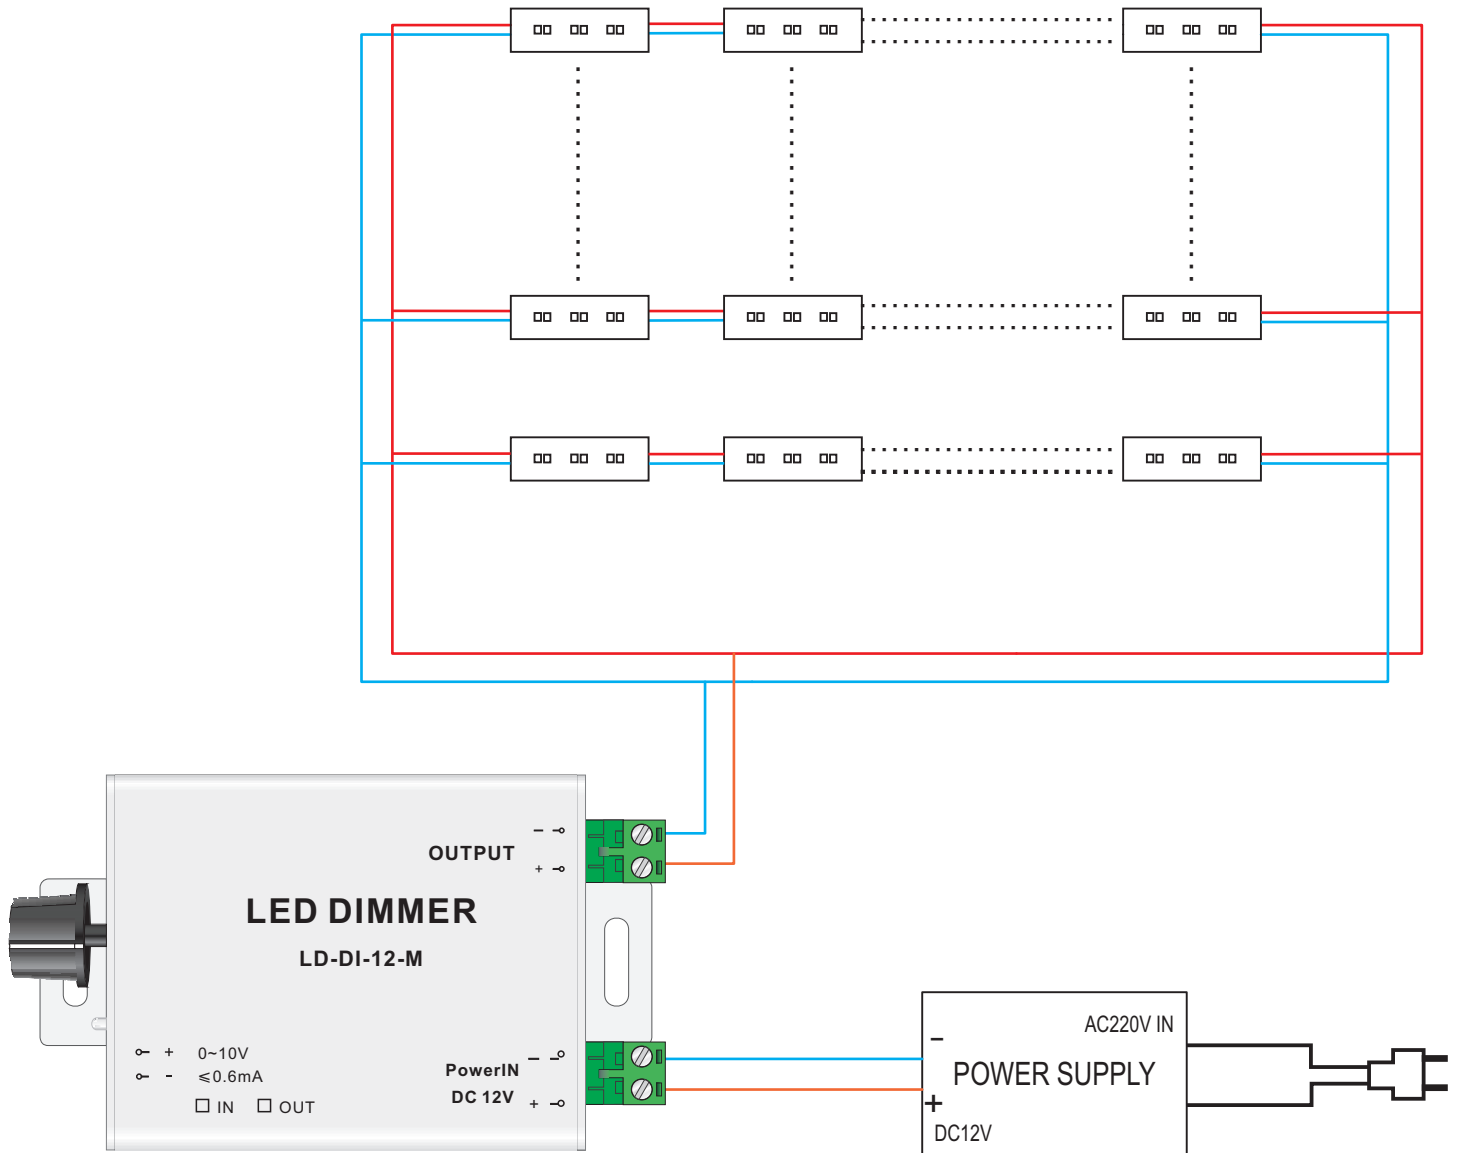 − 
OUTPUT
+
LED DIMMER
LD-DI-12-M
+ 0~10V
- ≤0.6mA
IN OUT
−
PowerIN
DC 12V +
AC220V IN
−
POWER SUPPLY
+
DC12V